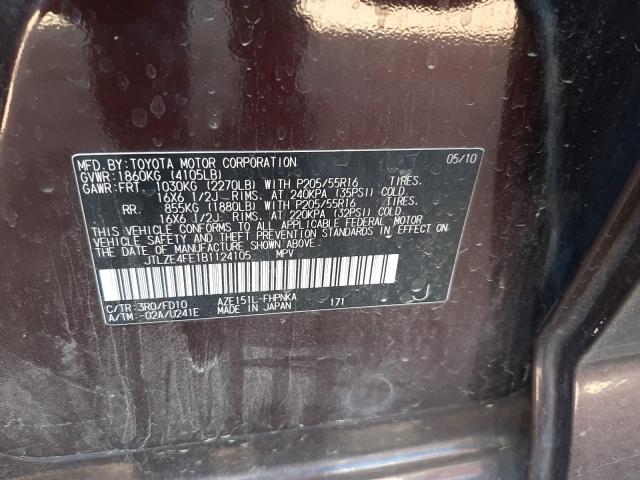 MFD.BY:TOYOTA MOTOR CORPORATION 05/10
GVWR:1860KG (4105LB)
GAWR:FRT. 1030KG (2270LB) WITH P205/55R16 TIRES,
16X6 1/2J- RIMS, AT 240KPA (35PSI) COLD.
RR. 855KG (1880LB) WITH P205/55R16 TIRES,
16X6 1/2J- RIMS, AT 220KPA (32PSI) COLD.
THIS VEHICLE CONFORMS TO ALL APPLICABLE FEDERAL MOTOR
VEHICLE SAFETY AND THEFT PREVENTION STANDARDS IN EFFECT ON
THE DATE OF MANUFACTURE SHOWN ABOVE.
JTLZE4FE1B1124105 MPV
C/TR:3R0/FD10 AZE151L-FHPNKA 171 J
A/TM:-02A/U241E MADE IN JAPAN